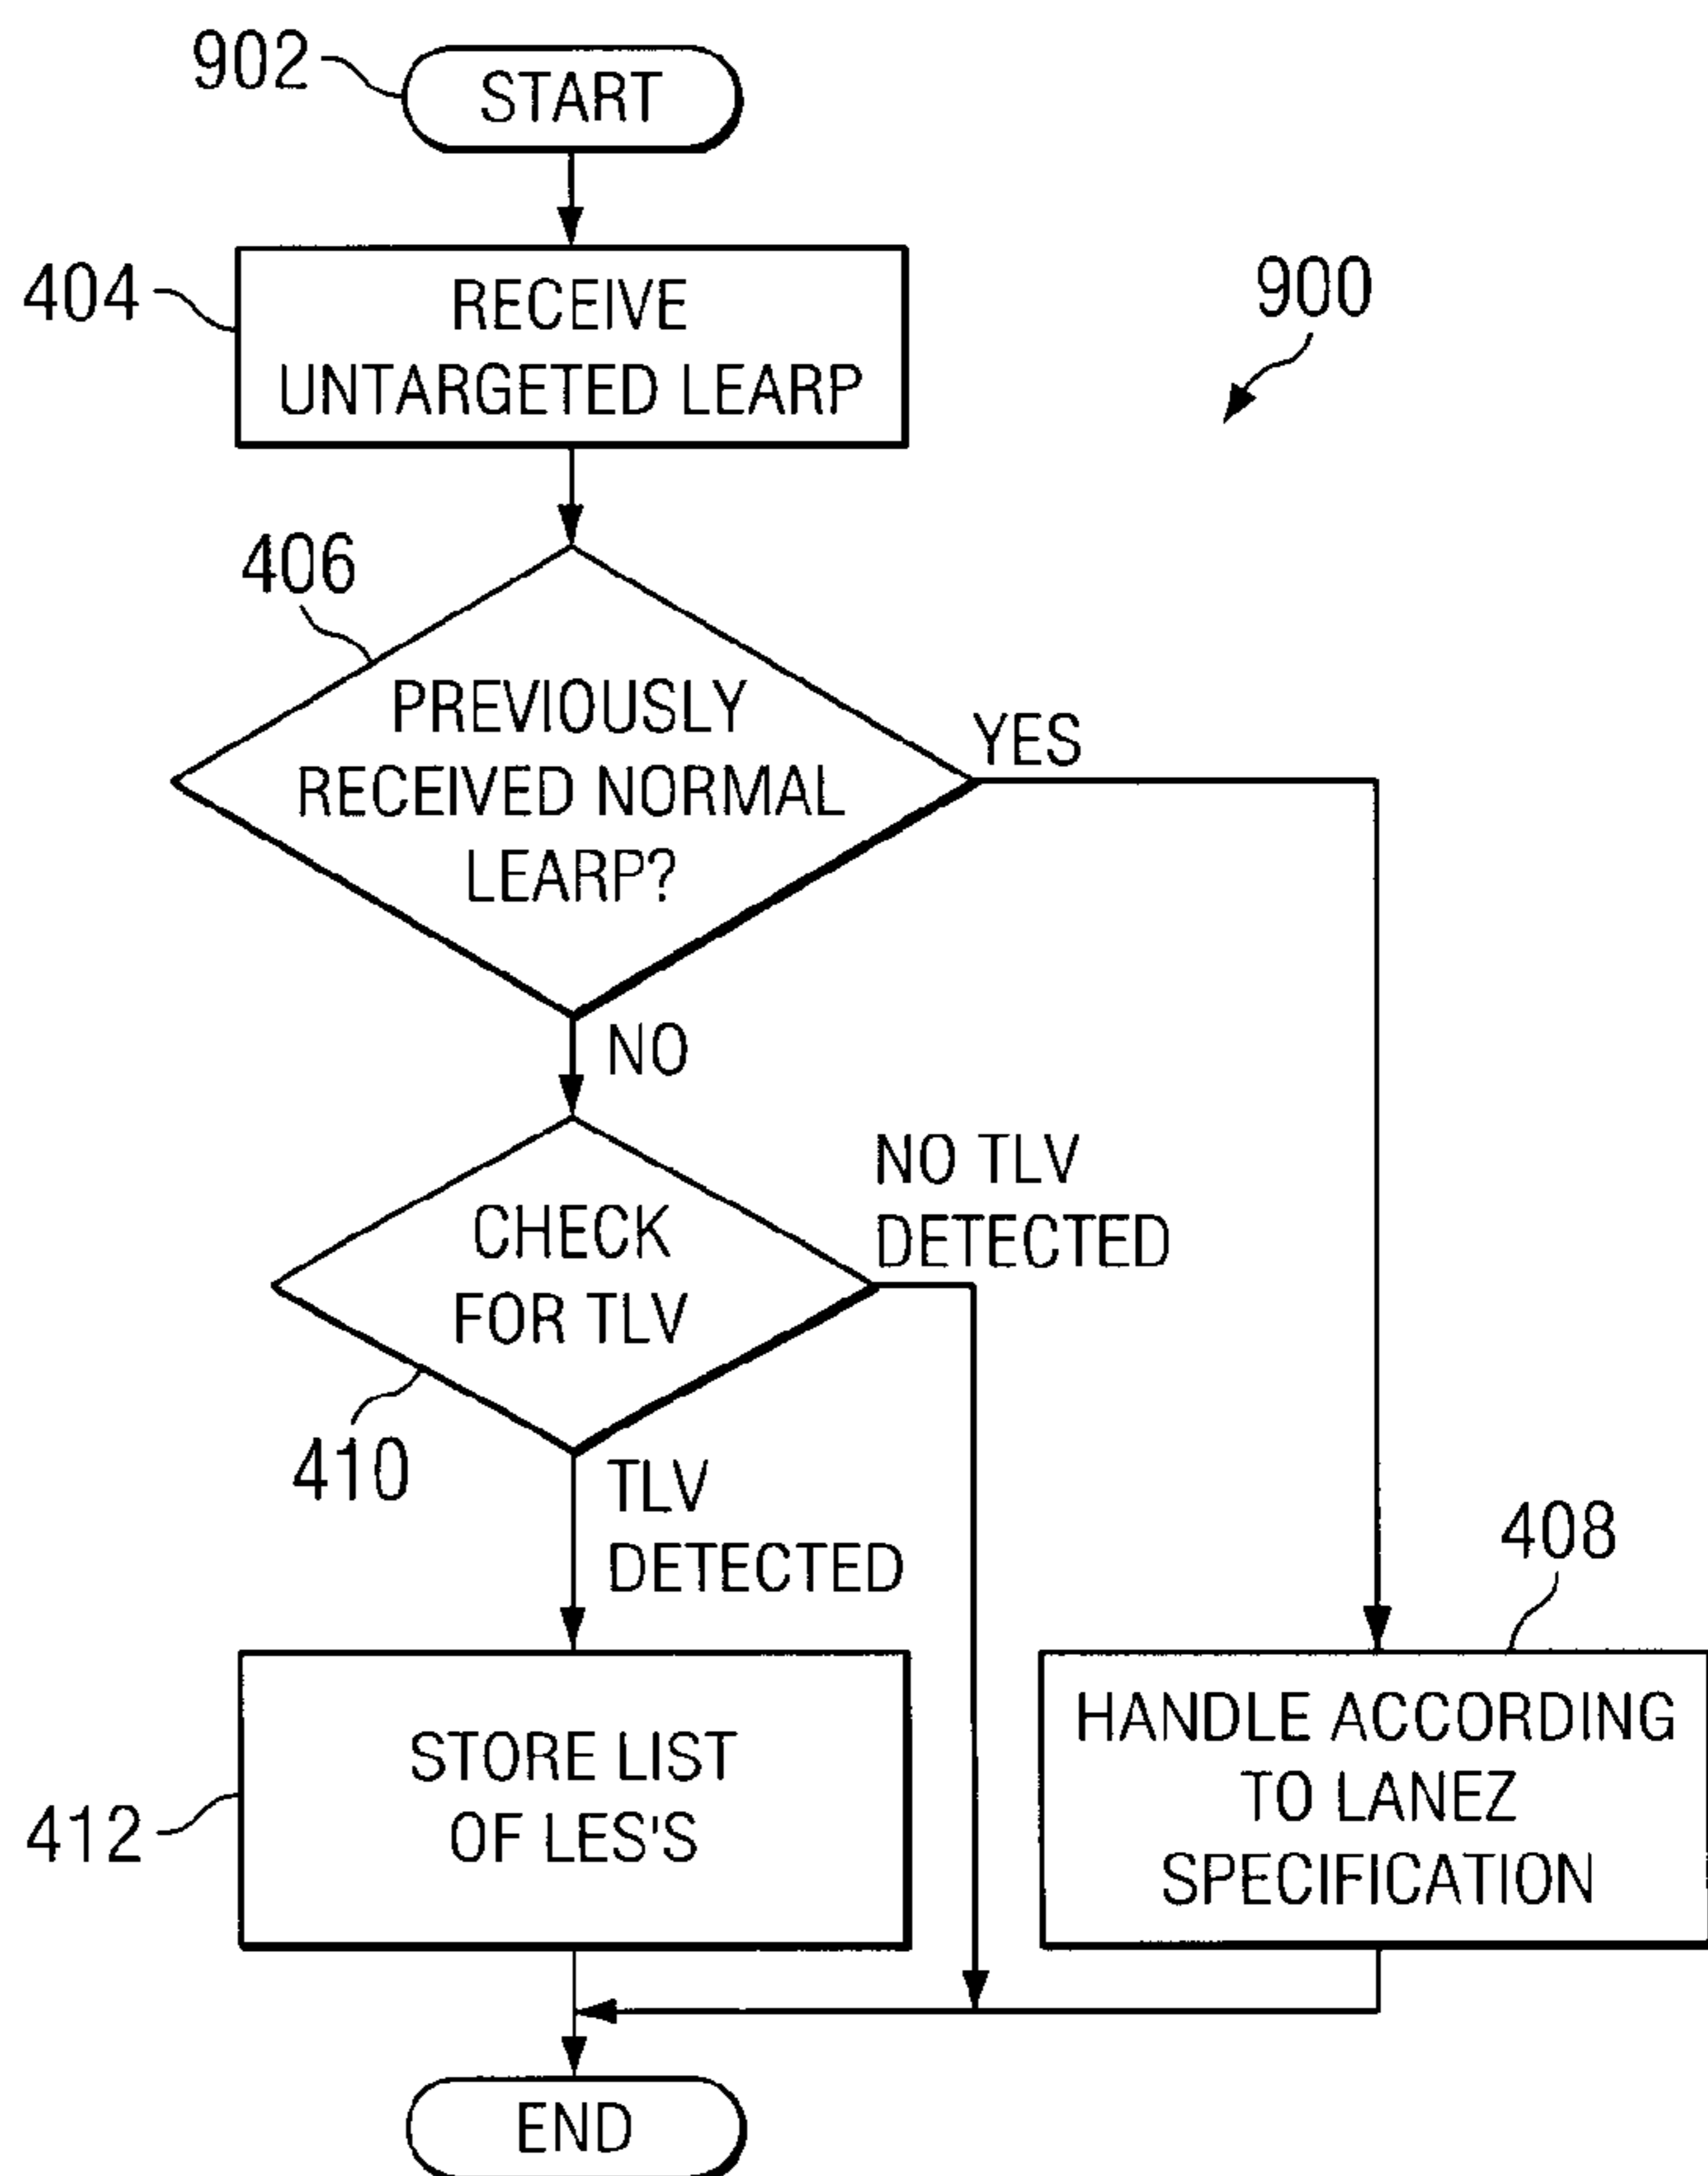 902
START
404
RECEIVE
UNTARGETED LEARP
900
406
PREVIOUSLY
RECEIVED NORMAL
LEARP?
YES
NO
CHECK
FOR TLV
NO TLV
DETECTED
410
TLV
DETECTED
408
STORE LIST
OF LES'S
412
HANDLE ACCORDING
TO LANEZ
SPECIFICATION
END